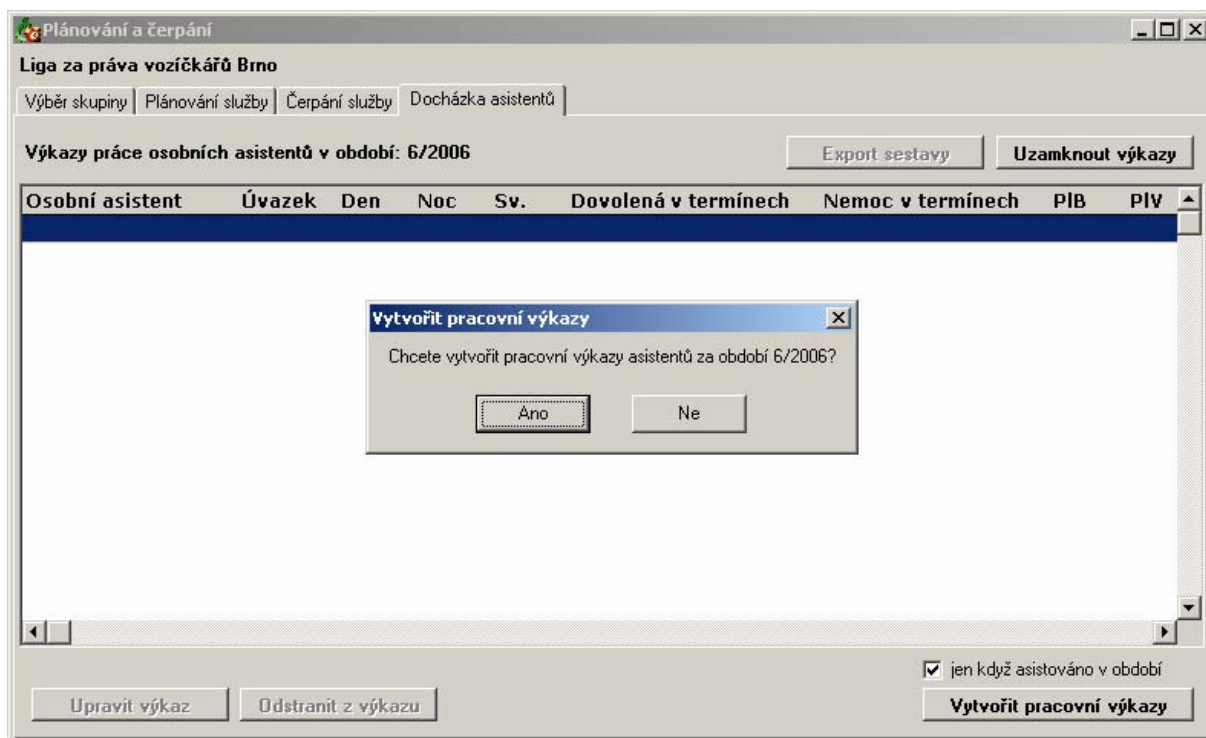 Plánování a čerpání
Liga za práva vozíčkářů Brno
Výběr skupiny Plánování služby Čerpání služby Docházka asistentů
Výkazy práce osobních asistentů v období: 6/2006 Export sestavy Uzamknout výkazy
Osobní asistent Úvazek Den Noc Sv. Dovolená v termínech Nemoc v termínech PlB PlV
Vytvořit pracovní výkazy
Chcete vytvořit pracovní výkazy asistentů za období 6/2006?
Ano Ne
jen když asistováno v období
Upravit výkaz Odstranit z výkazu Vytvořit pracovní výkazy